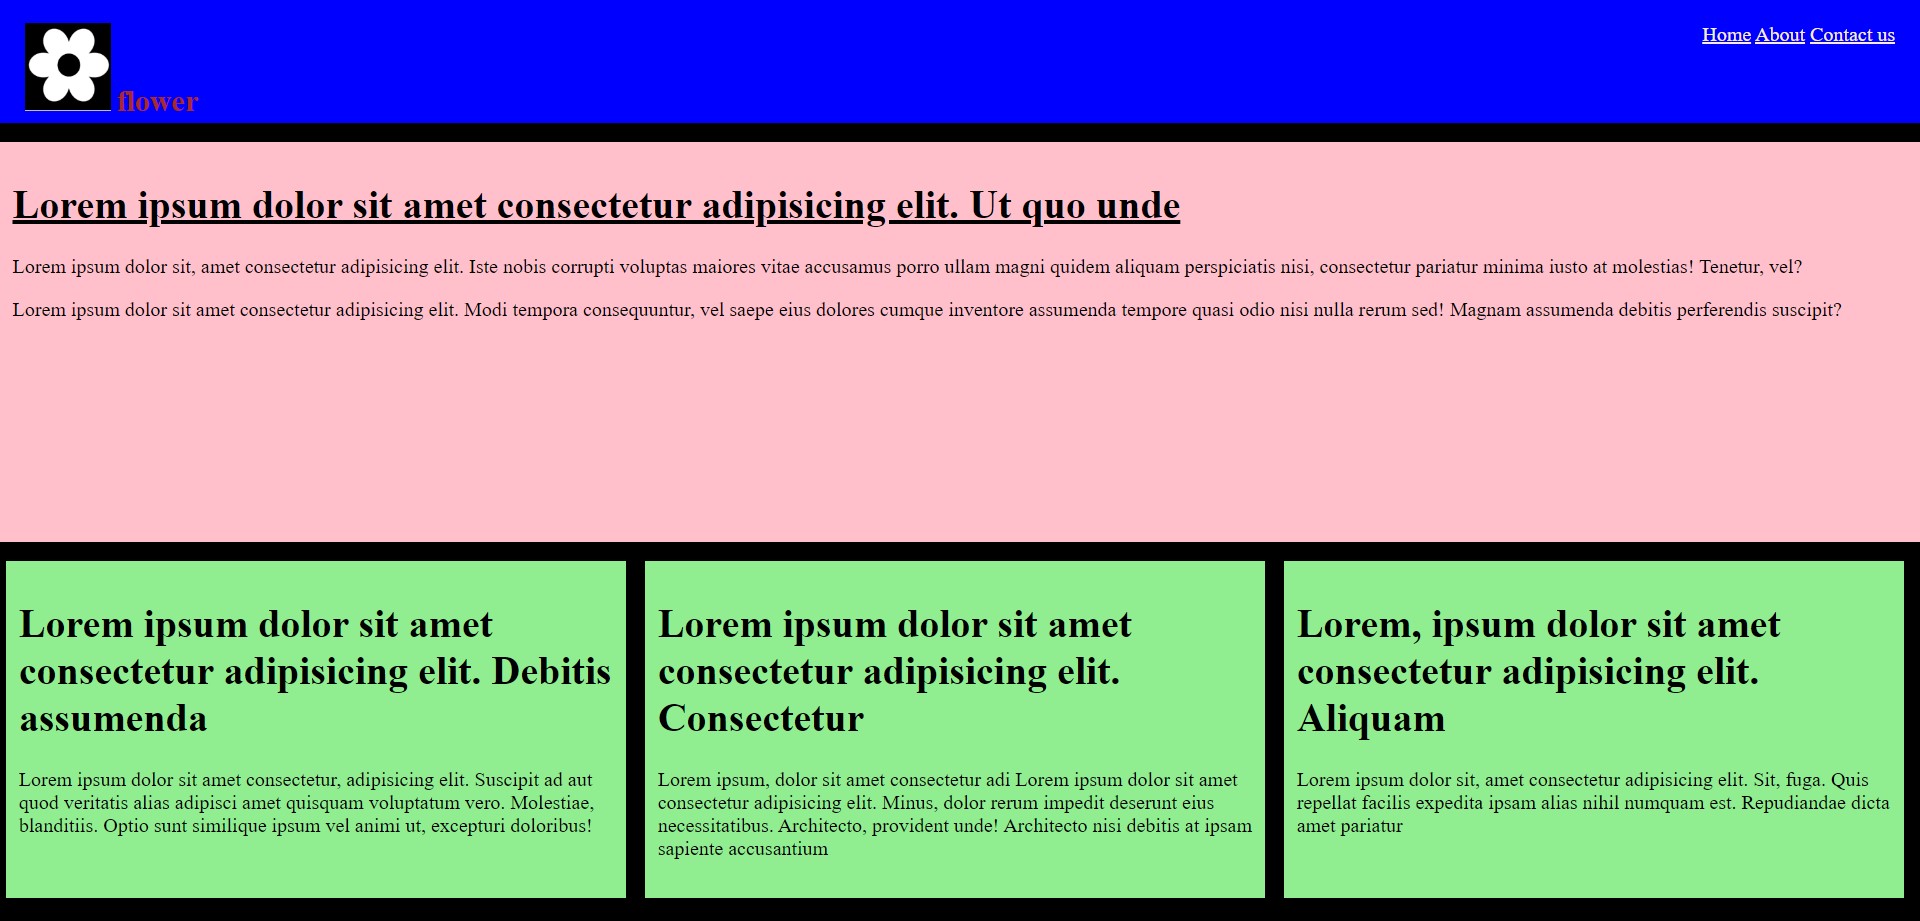 flower
Home About Contact us
Lorem ipsum dolor sit amet consectetur adipisicing elit. Ut quo unde
Lorem ipsum dolor sit, amet consectetur adipisicing elit. Iste nobis corrupti voluptas maiores vitae accusamus porro ullam magni quidem aliquam perspiciatis nisi, consectetur pariatur minima iusto at molestias! Tenetur, vel?
Lorem ipsum dolor sit amet consectetur adipisicing elit. Modi tempora consequuntur, vel saepe eius dolores cumque inventore assumenda tempore quasi odio nisi nulla rerum sed! Magnam assumenda debitis perferendis suscipit?
Lorem ipsum dolor sit amet
consectetur adipisicing elit. Debitis
assumenda
Lorem ipsum dolor sit amet consectetur, adipisicing elit. Suscipit ad aut
quod veritatis alias adipisci amet quisquam voluptatum vero. Molestiae,
blanditiis. Optio sunt similique ipsum vel animi ut, excepturi doloribus!
Lorem ipsum dolor sit amet
consectetur adipisicing elit.
Consectetur
Lorem ipsum, dolor sit amet consectetur adi Lorem ipsum dolor sit amet
consectetur adipisicing elit. Minus, dolor rerum impedit deserunt eius
necessitatibus. Architecto, provident unde! Architecto nisi debitis at ipsam
sapiente accusantium
Lorem, ipsum dolor sit amet
consectetur adipisicing elit.
Aliquam
Lorem ipsum dolor sit, amet consectetur adipisicing elit. Sit, fuga. Quis
repellat facilis expedita ipsam alias nihil numquam est. Repudiandae dicta
amet pariatur